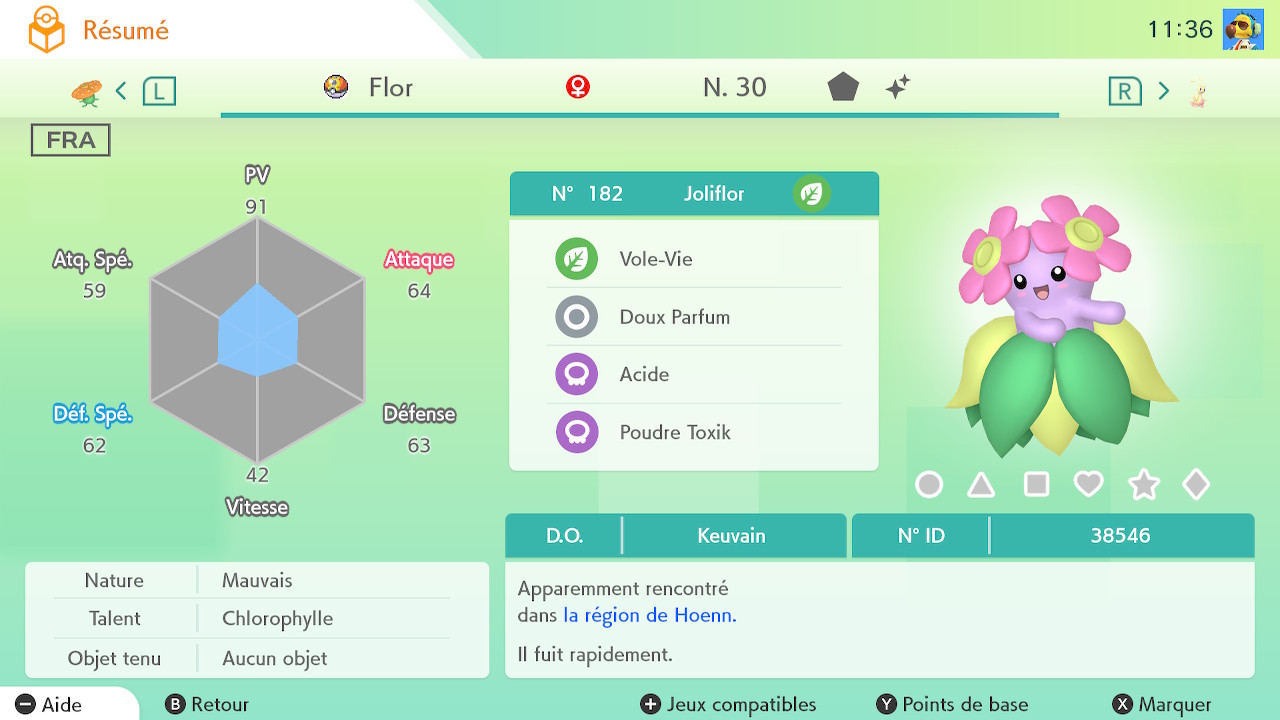 Résumé
11:36
L
Flor
N. 30
R
FRA
PV
91
Atq. Spé.
59
Attaque
64
Déf. Spé.
62
Défense
63
42
Vitesse
N° 182 Joliflor
Vole-Vie
Doux Parfum
Acide
Poudre Toxik
D.O. Keuvain N° ID 38546
Nature Mauvais
Talent Chlorophylle
Objet tenu Aucun objet
Apparemment rencontré
dans la région de Hoenn.
Il fuit rapidement.
Aide B Retour Jeux compatibles Y Points de base X Marquer